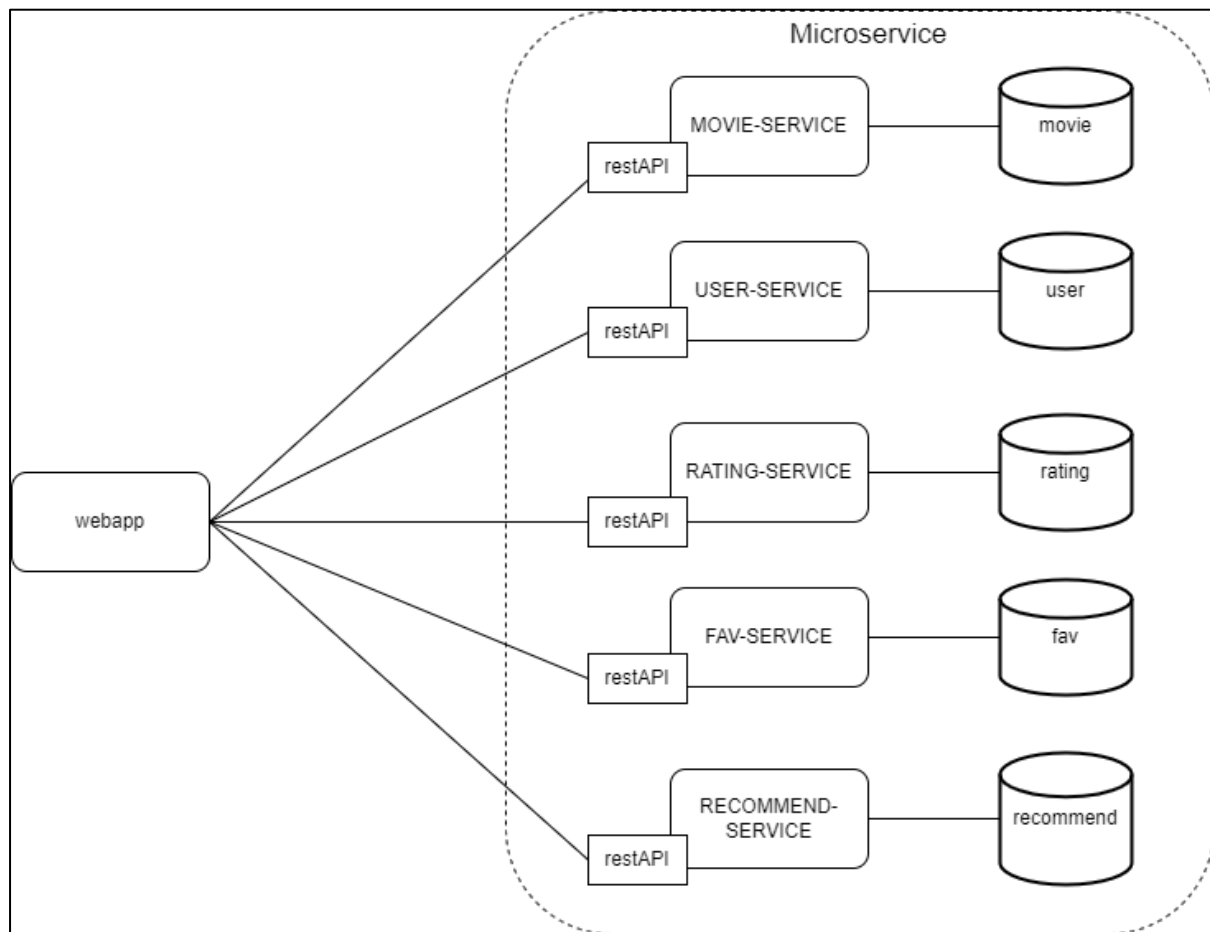 Microservice
MOVIE-SERVICE
movie
restAPI
USER-SERVICE
user
restAPI
RATING-SERVICE
rating
webapp
restAPI
FAV-SERVICE
fav
restAPI
RECOMMEND-
SERVICE
recommend
restAPI